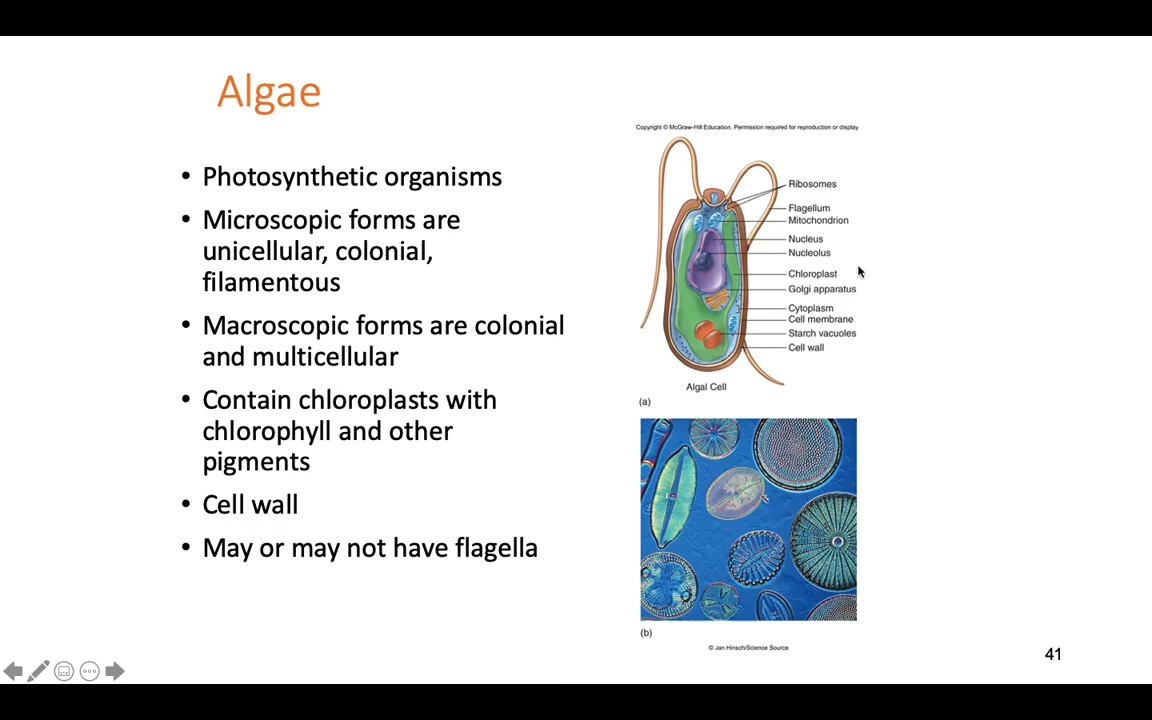 Algae
• Photosynthetic organisms
• Microscopic forms are
unicellular, colonial,
filamentous
• Macroscopic forms are colonial
and multicellular
• Contain chloroplasts with
chlorophyll and other
pigments
• Cell wall
• May or may not have flagella
Copyright © McGraw-Hill Education. Permission required for reproduction or display.
Ribosomes
Flagellum
Mitochondrion
Nucleus
Nucleolus
Chloroplast
Golgi apparatus
Cytoplasm
Cell membrane
Starch vacuoles
Cell wall
Algal Cell
(a)
(b)
© Jan Hinsch/Science Source
41